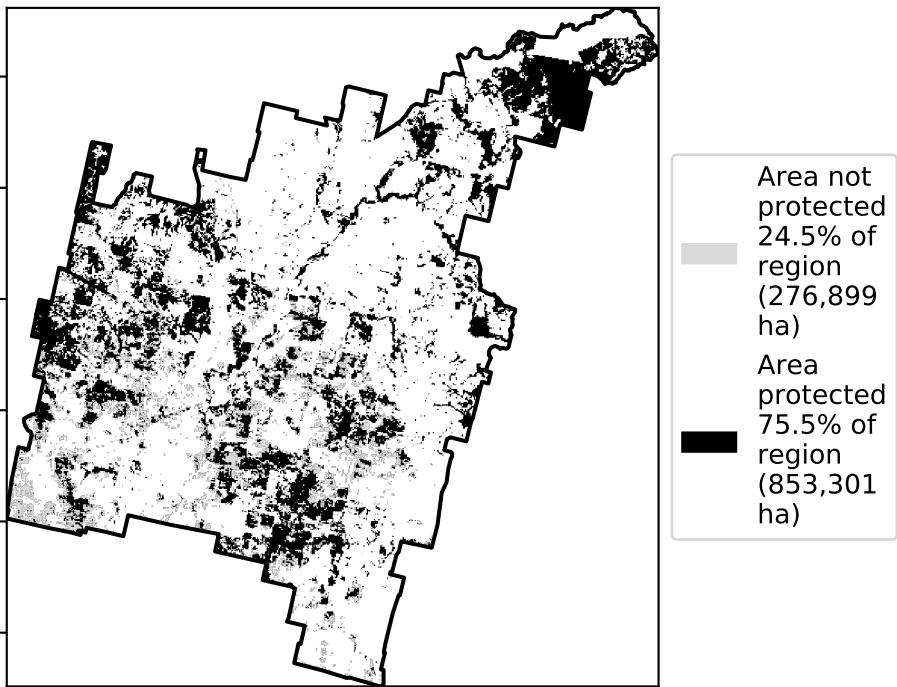 Area not
protected
24.5% of
region
(276,899
ha)
Area
protected
75.5% of
region
(853,301
ha)